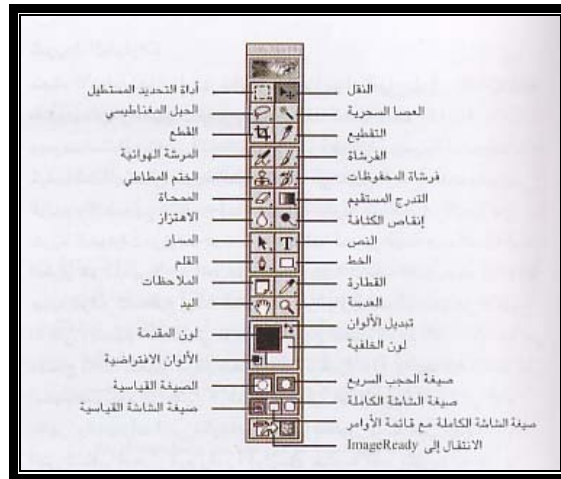 النقل
أداة التحديد المستطيل
العصا السحرية
الحبل المغناطيسي
التقطيع
القطع
الفرشاة
المرشة الهوائية
فرشاة المحفوظات
الختم المطاطي
التدرج المستقيم
الممحاة
إنقاص الكثافة
الاهتزاز
النص
المسار
الخط
القلم
القطارة
الملاحظات
العدسة
اليد
تبديل الألوان
لون المقدمة
لون الخلفية
الألوان الافتراضية
صيغة الحجب السريع
الصيغة القياسية
صيغة الشاشة الكاملة
صيغة الشاشة القياسية
صيغة الشاشة الكاملة مع قائمة الأوامر
الانتقال إلى ImageReady